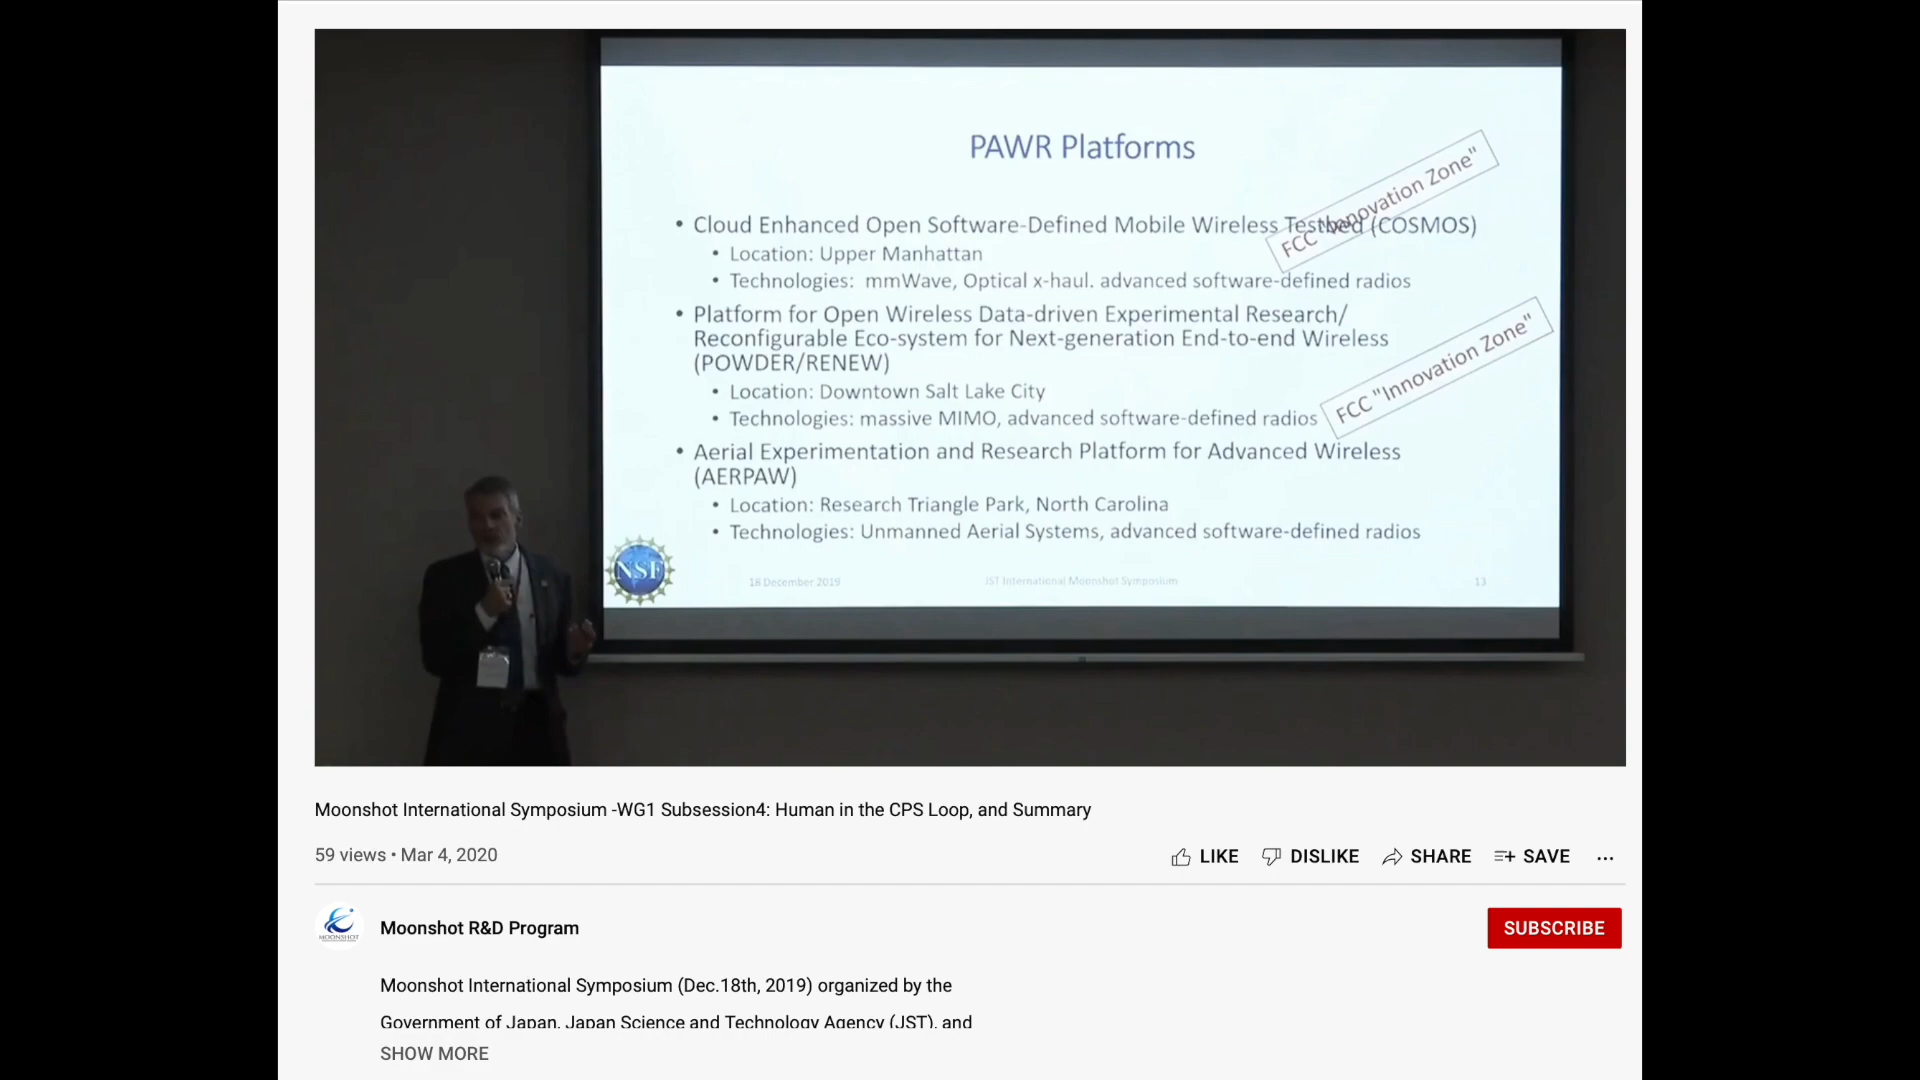 PAWR Platforms
FCC "Innovation Zone"
• Cloud Enhanced Open Software-Defined Mobile Wireless Testbed (COSMOS)
• Location: Upper Manhattan
• Technologies: mmWave, Optical x-haul. advanced software-defined radios
• Platform for Open Wireless Data-driven Experimental Research/
Reconfigurable Eco-system for Next-generation End-to-end Wireless
(POWDER/RENEW)
FCC "Innovation Zone"
• Location: Downtown Salt Lake City
• Technologies: massive MIMO, advanced software-defined radios
• Aerial Experimentation and Research Platform for Advanced Wireless
(AERPAW)
• Location: Research Triangle Park, North Carolina
• Technologies: Unmanned Aerial Systems, advanced software-defined radios
NSF
18 December 2019 JST International Moonshot Symposium 13
Moonshot International Symposium -WG1 Subsession4: Human in the CPS Loop, and Summary
59 views • Mar 4, 2020
LIKE DISLIKE SHARE SAVE ...
MOONSHOT
Moonshot R&D Program
SUBSCRIBE
Moonshot International Symposium (Dec.18th, 2019) organized by the
Government of Japan, Japan Science and Technology Agency (JST), and
SHOW MORE